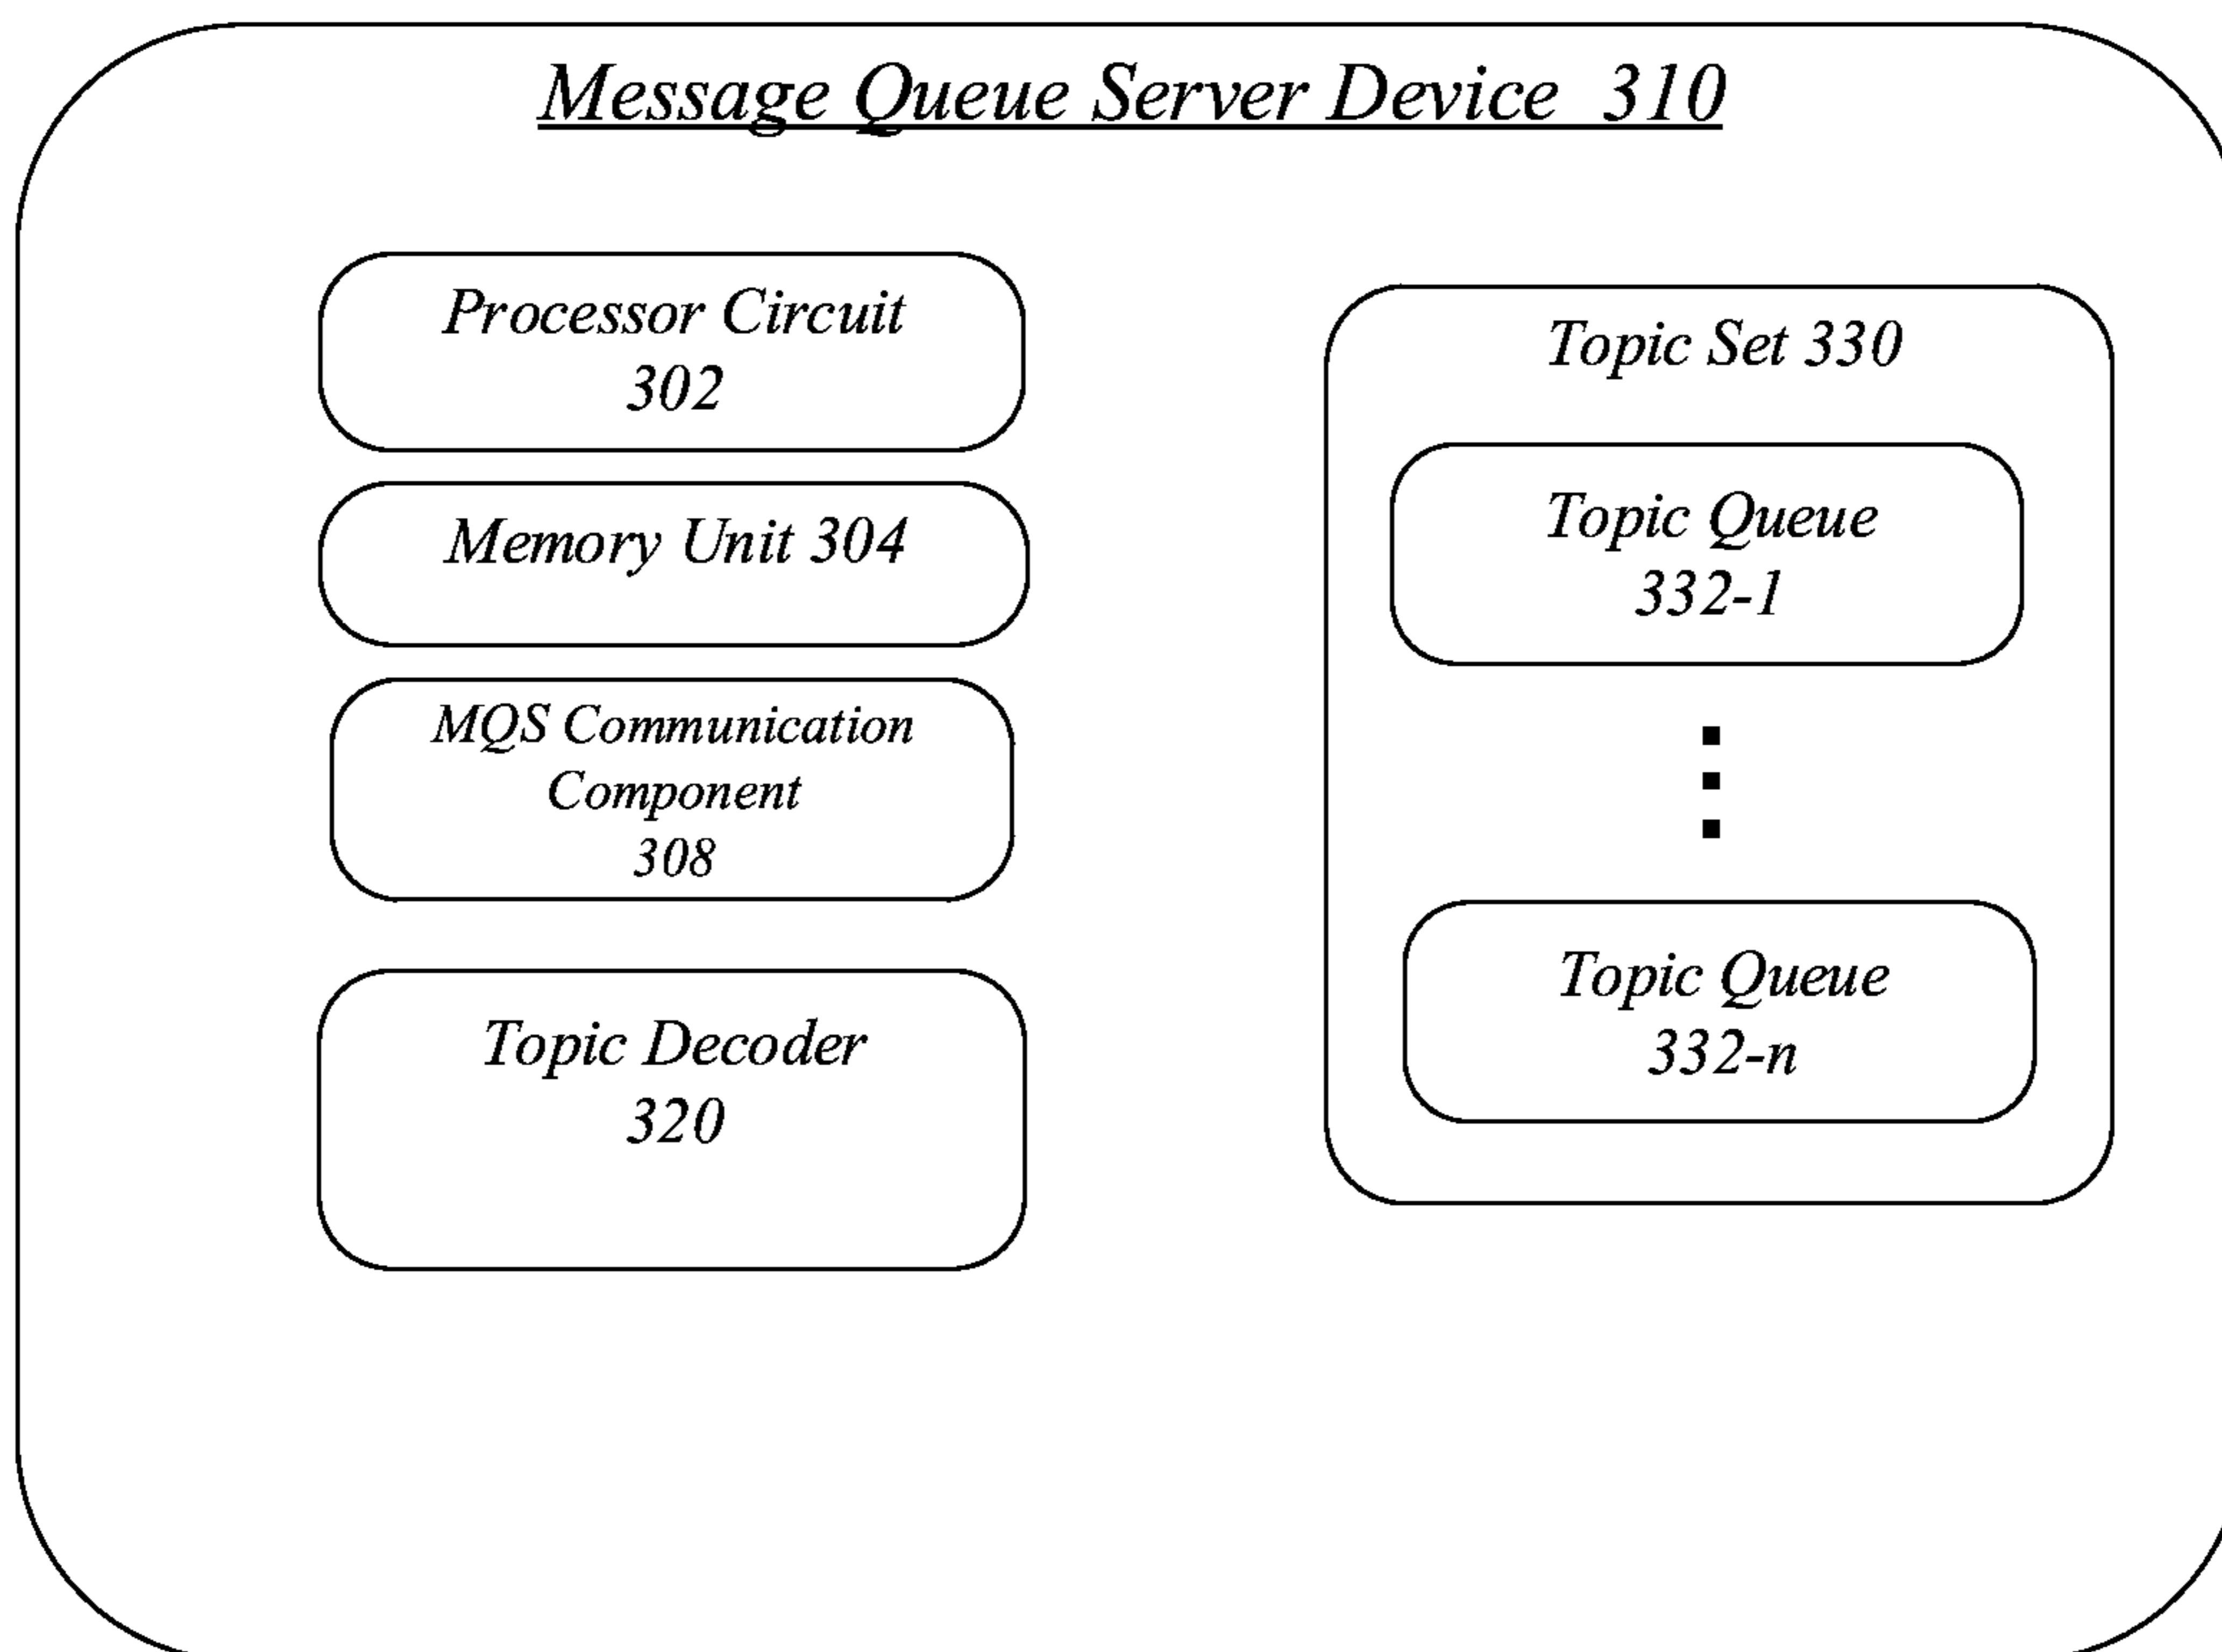 Message Queue Server Device 310
Processor Circuit
302
Memory Unit 304
MQS Communication
Component
308
Topic Decoder
320
Topic Set 330
Topic Queue
332-1
Topic Queue
332-n